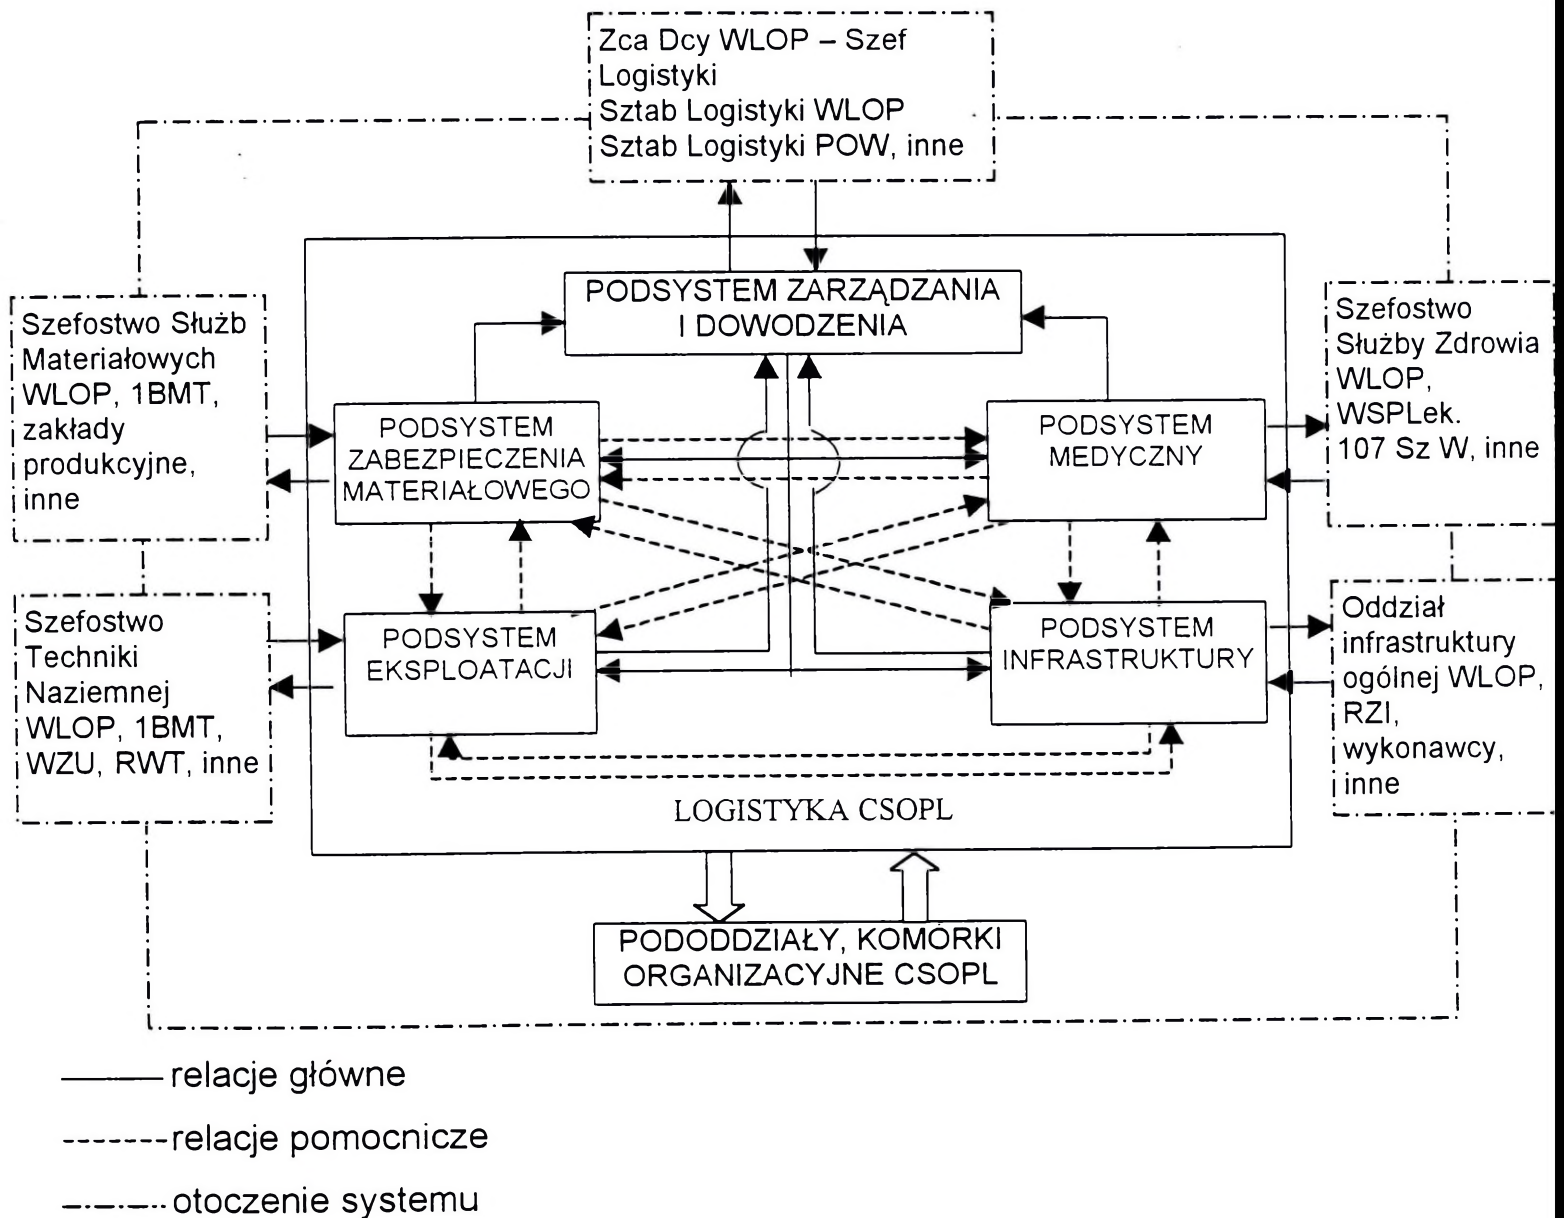 Zca Dcy WLOP – Szef
Logistyki
Sztab Logistyki WLOP
Sztab Logistyki POW, inne
PODSYSTEM ZARZĄDZANIA
I DOWODZENIA
Szefostwo Służb
Materiałowych
WLOP, 1BMT,
zakłady
produkcyjne,
inne
PODSYSTEM
ZABEZPIECZENIA
MATERIAŁOWEGO
PODSYSTEM
MEDYCZNY
Szefostwo
Służby Zdrowia
WLOP,
WSPLek.
107 Sz W, inne
Szefostwo
Techniki
Naziemnej
WLOP, 1BMT,
WZU, RWT, inne
PODSYSTEM
EKSPLOATACJI
PODSYSTEM
INFRASTRUKTURY
Oddział
infrastruktury
ogólnej WLOP,
RZI,
wykonawcy,
inne
LOGISTYKA CSOPL
PODODDZIAŁY, KOMÓRKI
ORGANIZACYJNE CSOPL
relacje główne
relacje pomocnicze
otoczenie systemu